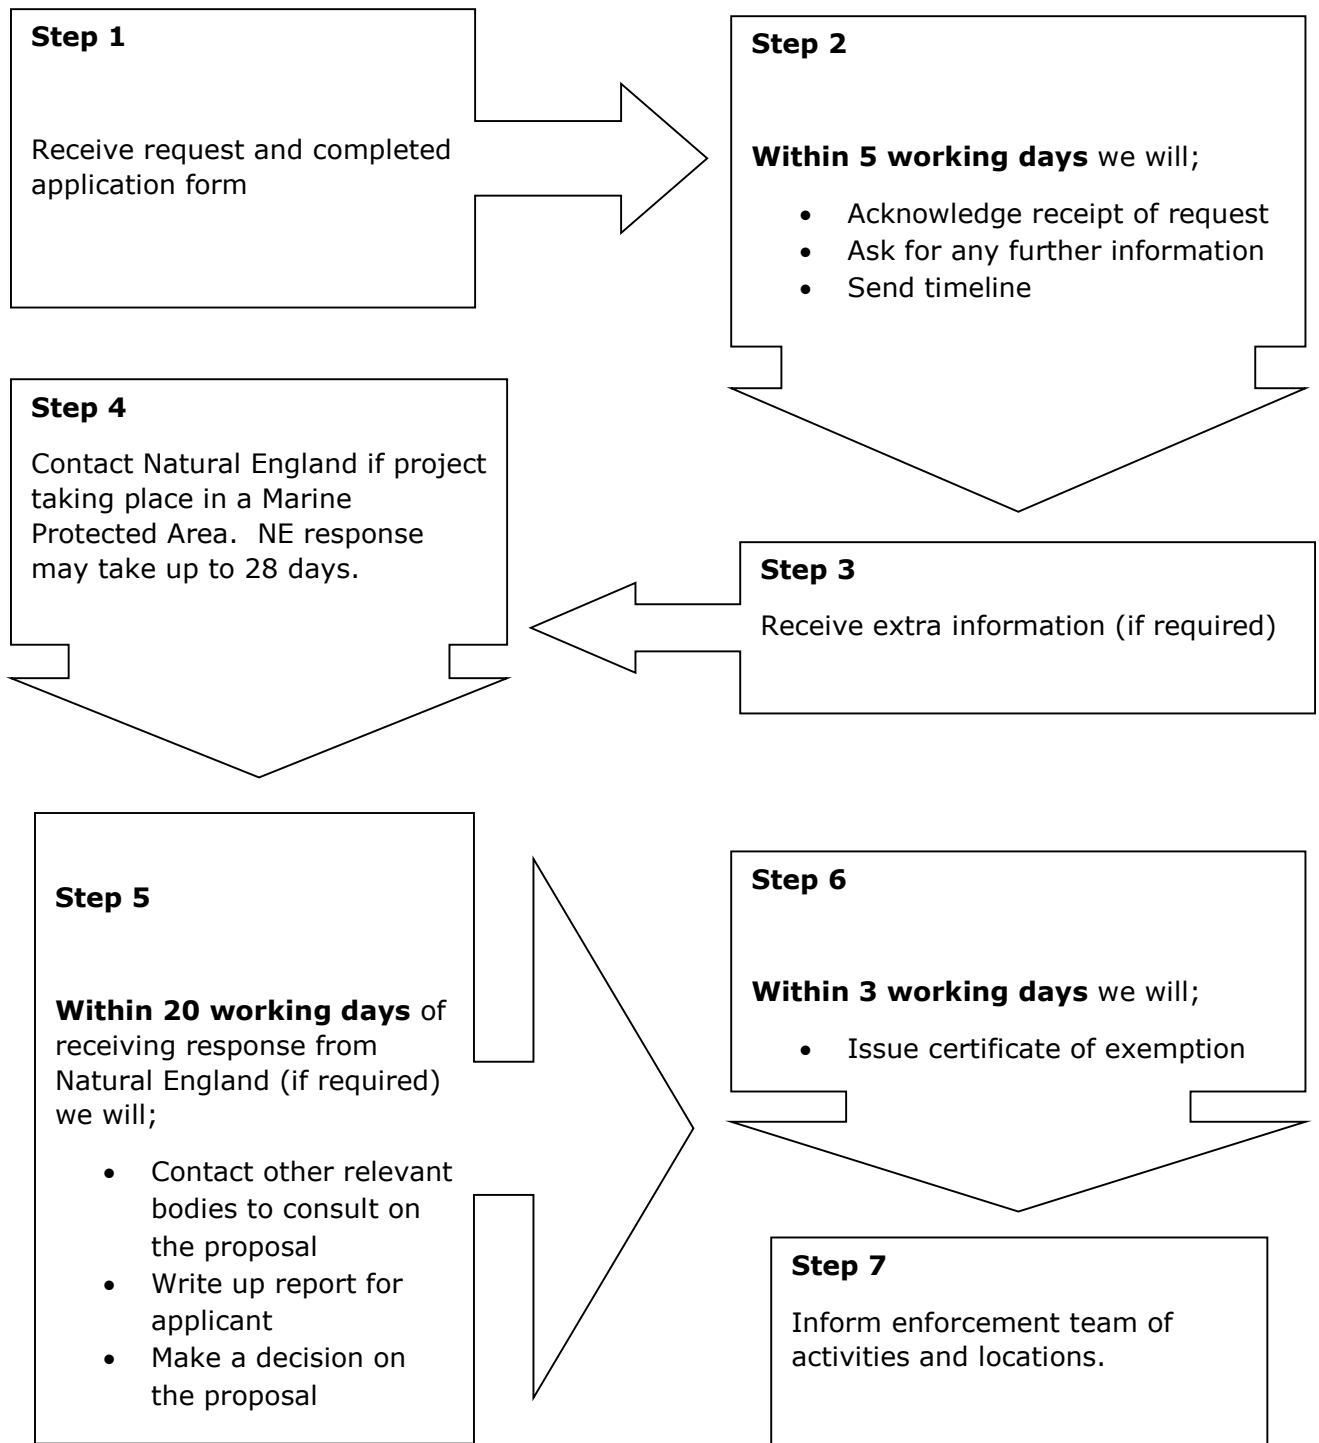 Step 1
Receive request and completed
application form
Step 2
Within 5 working days we will;
• Acknowledge receipt of request
• Ask for any further information
• Send timeline
Step 3
Receive extra information (if required)
Step 4
Contact Natural England if project
taking place in a Marine
Protected Area.  NE response
may take up to 28 days.
Step 5
Within 20 working days of
receiving response from
Natural England (if required)
we will;
• Contact other relevant
bodies to consult on
the proposal
• Write up report for
applicant
• Make a decision on
the proposal
Step 6
Within 3 working days we will;
• Issue certificate of exemption
Step 7
Inform enforcement team of
activities and locations.